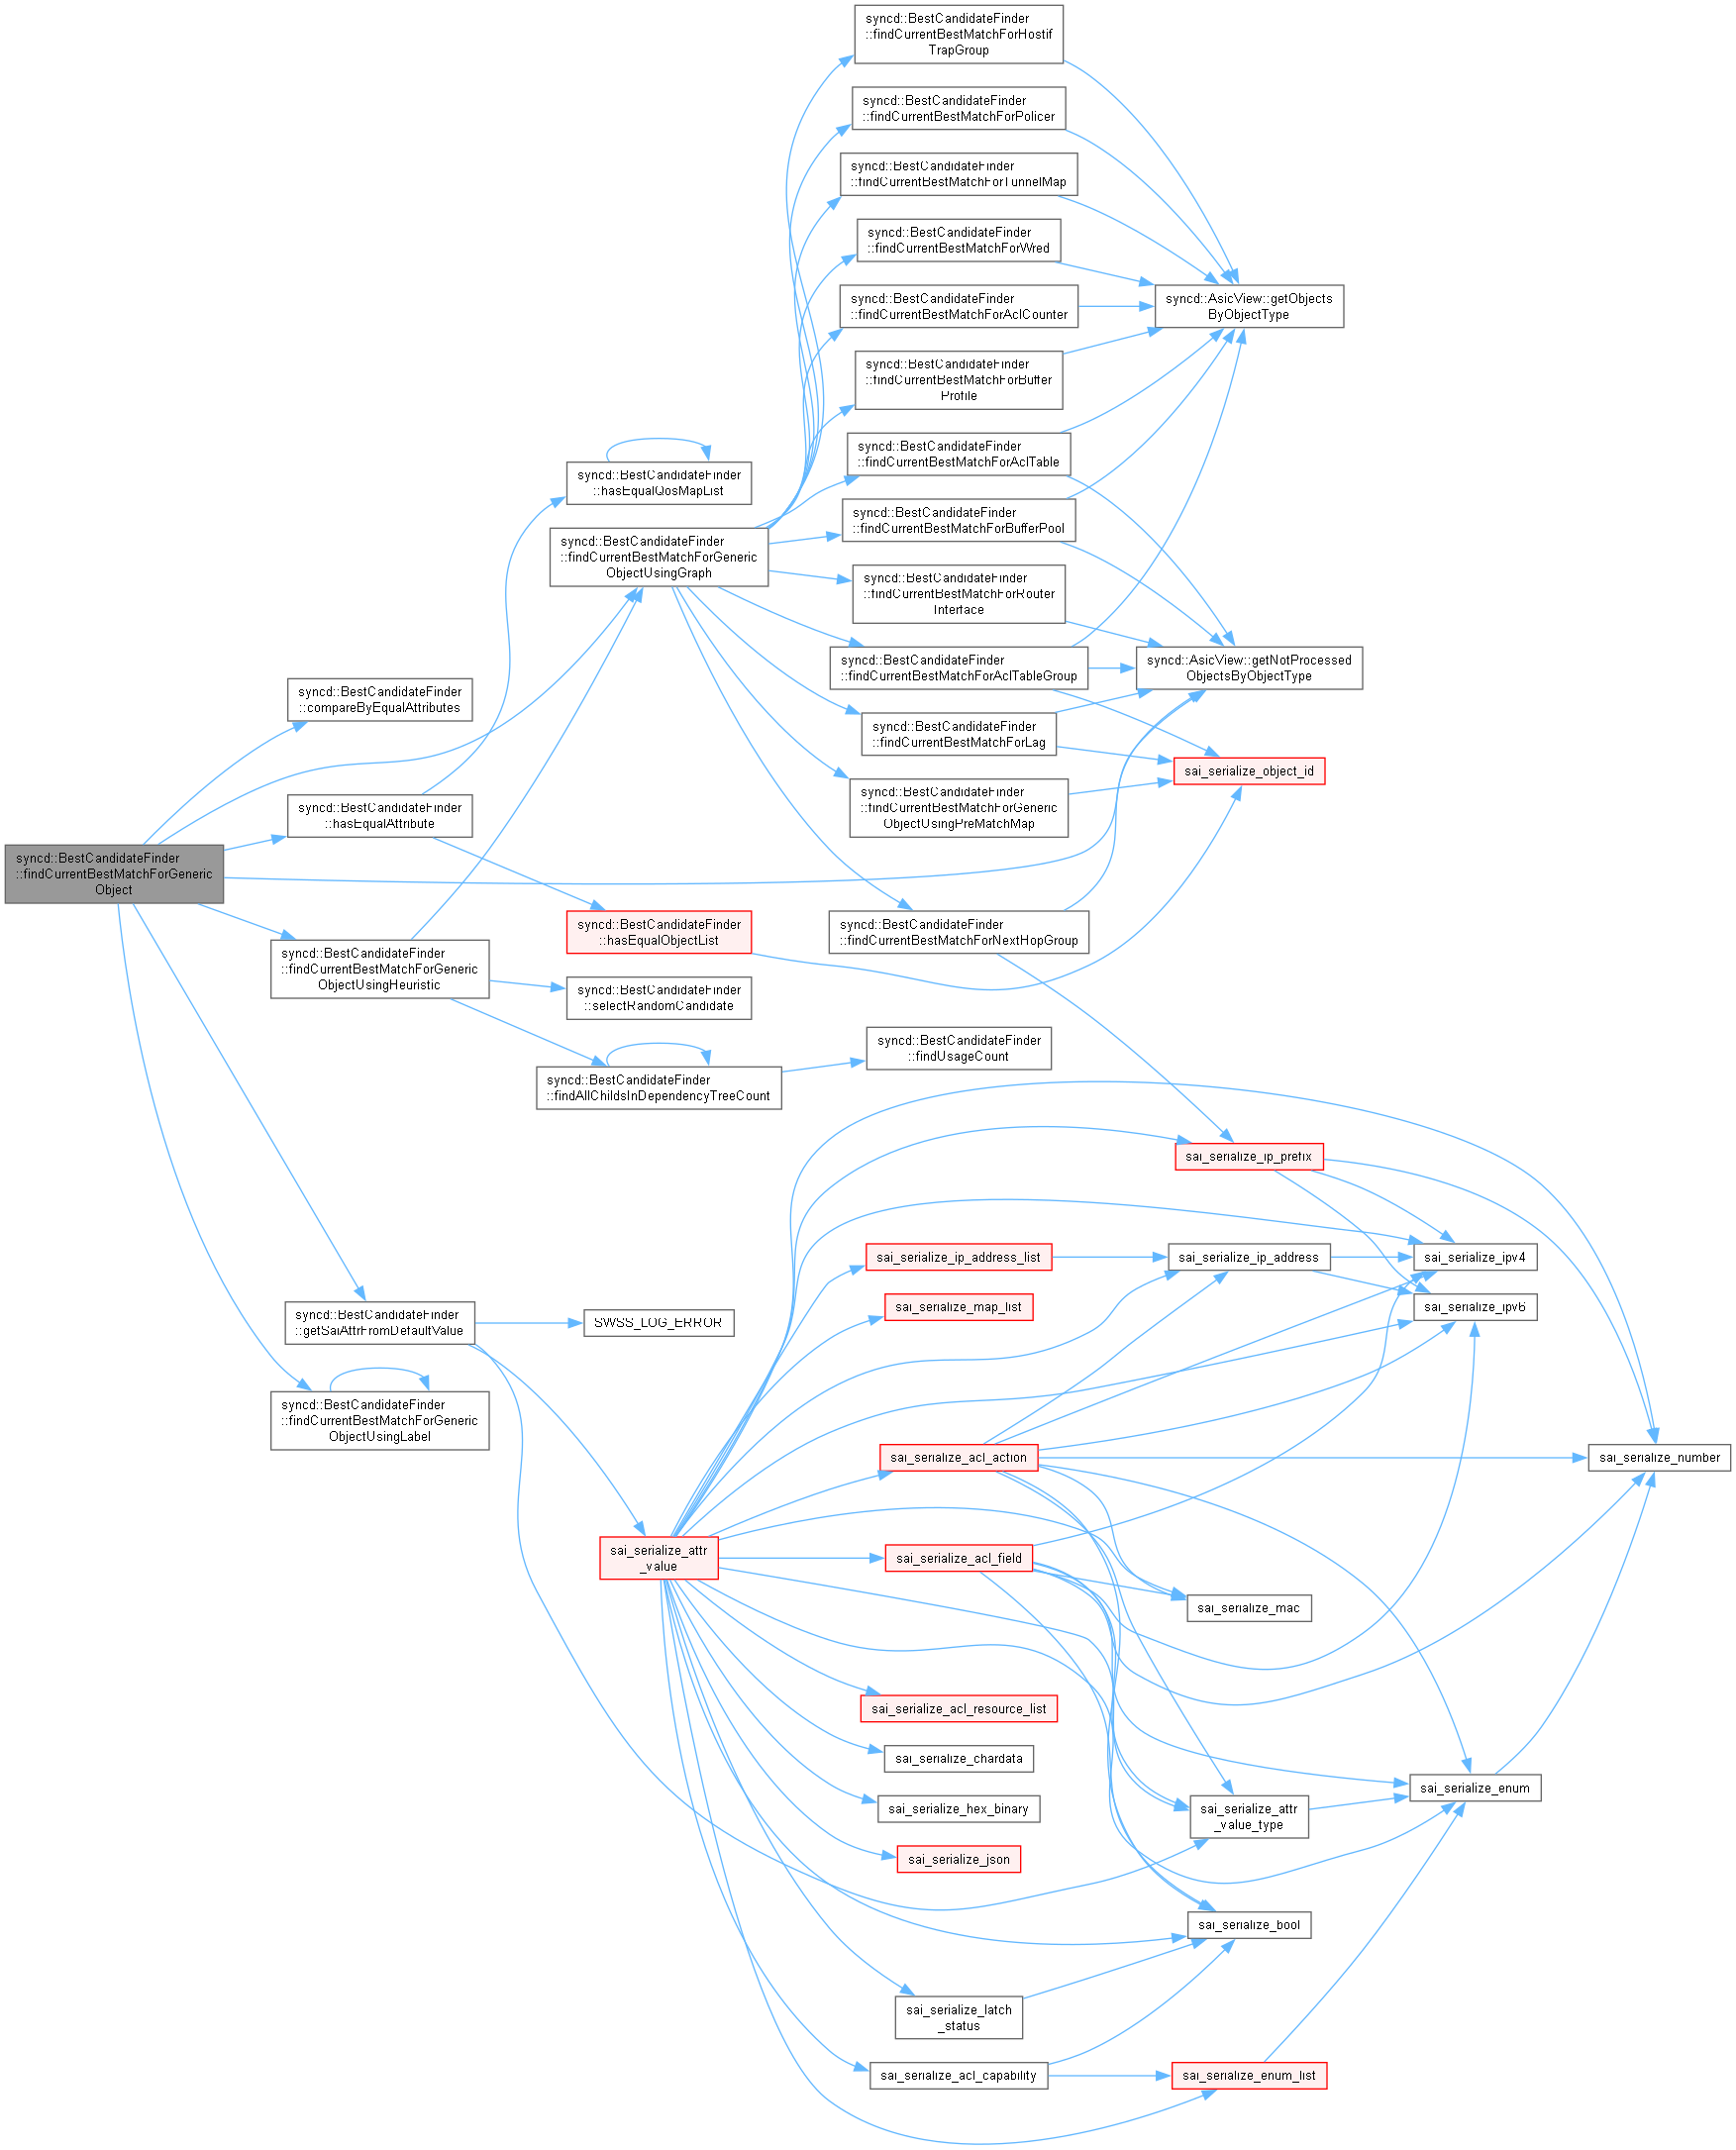 syncd::BestCandidateFinder
::findCurrentBestMatchForHostif
TrapGroup
syncd::BestCandidateFinder
::findCurrentBestMatchForPolicer
syncd::BestCandidateFinder
::findCurrentBestMatchForTunnelMap
syncd::BestCandidateFinder
::findCurrentBestMatchForWred
syncd::BestCandidateFinder
::findCurrentBestMatchForAclCounter
syncd::AsicView::getObjects
ByObjectType
syncd::BestCandidateFinder
::findCurrentBestMatchForBuffer
Profile
syncd::BestCandidateFinder
::findCurrentBestMatchForAclTable
syncd::BestCandidateFinder
::hasEqualQosMapList
syncd::BestCandidateFinder
::findCurrentBestMatchForBufferPool
syncd::BestCandidateFinder
::findCurrentBestMatchForGeneric
ObjectUsingGraph
syncd::BestCandidateFinder
::findCurrentBestMatchForRouter
Interface
syncd::BestCandidateFinder
::findCurrentBestMatchForAclTableGroup
syncd::AsicView::getNotProcessed
ObjectsByObjectType
syncd::BestCandidateFinder
::compareByEqualAttributes
syncd::BestCandidateFinder
::findCurrentBestMatchForLag
sai_serialize_object_id
syncd::BestCandidateFinder
::findCurrentBestMatchForGeneric
ObjectUsingPreMatchMap
syncd::BestCandidateFinder
::hasEqualAttribute
syncd::BestCandidateFinder
::findCurrentBestMatchForGeneric
Object
syncd::BestCandidateFinder
::hasEqualObjectList
syncd::BestCandidateFinder
::findCurrentBestMatchForNextHopGroup
syncd::BestCandidateFinder
::findCurrentBestMatchForGeneric
ObjectUsingHeuristic
syncd::BestCandidateFinder
::selectRandomCandidate
syncd::BestCandidateFinder
::findUsageCount
syncd::BestCandidateFinder
::findAllChildsInDependencyTreeCount
sai_serialize_ip_prefix
sai_serialize_ip_address_list
sai_serialize_ip_address
sai_serialize_ipv4
sai_serialize_map_list
sai_serialize_ipv6
syncd::BestCandidateFinder
::getSaiAttrFromDefaultValue
SWSS_LOG_ERROR
syncd::BestCandidateFinder
::findCurrentBestMatchForGeneric
ObjectUsingLabel
sai_serialize_acl_action
sai_serialize_number
sai_serialize_attr
_value
sai_serialize_acl_field
sai_serialize_mac
sai_serialize_acl_resource_list
sai_serialize_chardata
sai_serialize_enum
sai_serialize_hex_binary
sai_serialize_attr
_value_type
sai_serialize_json
sai_serialize_bool
sai_serialize_latch
_status
sai_serialize_acl_capability
sai_serialize_enum_list